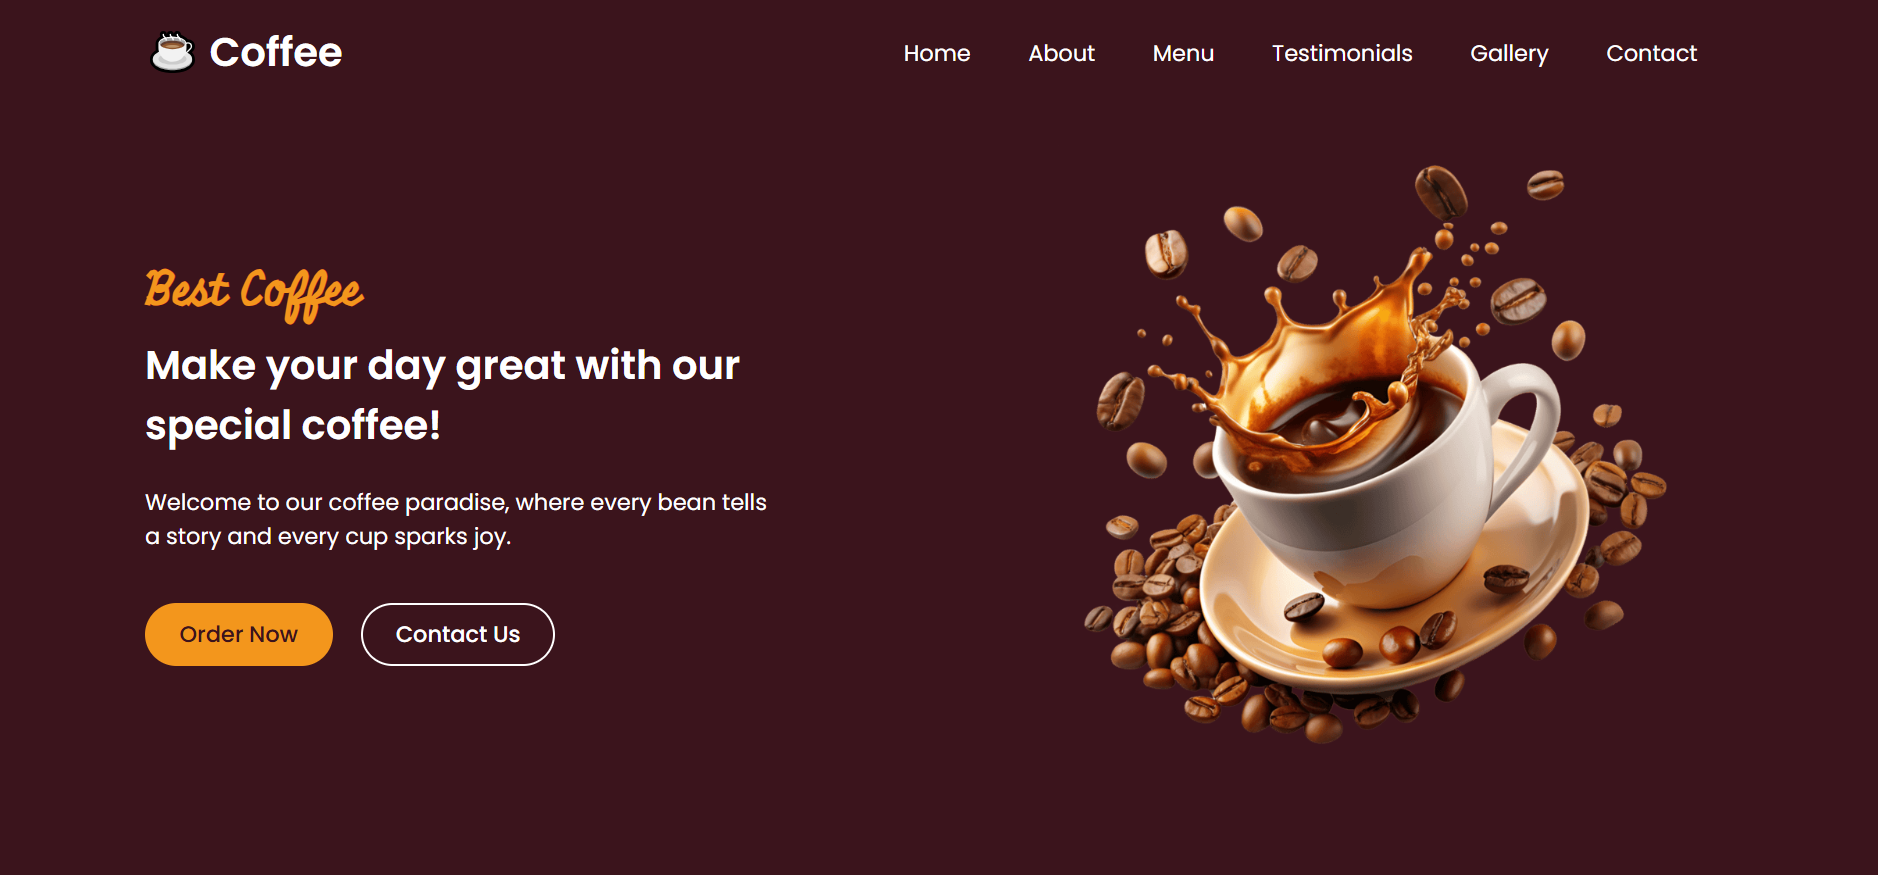 Coffee
Home About Menu Testimonials Gallery Contact
Best Coffee
Make your day great with our
special coffee!
Welcome to our coffee paradise, where every bean tells
a story and every cup sparks joy.
Order Now Contact Us